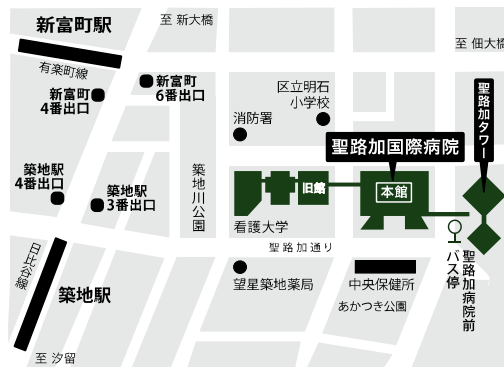 新富町駅
至 新大橋
至 佃大橋
有楽町線
新富町
4番出口
新富町
6番出口
区立明石
小学校
消防署
聖路加タワー
聖路加国際病院
築地駅
4番出口
築地駅
3番出口
築地川公園
旧館
本館
看護大学
聖路加通り
日比谷線
築地駅
望星築地薬局
中央保健所
あかつき公園
聖路加病院前
バス停
至 汐留